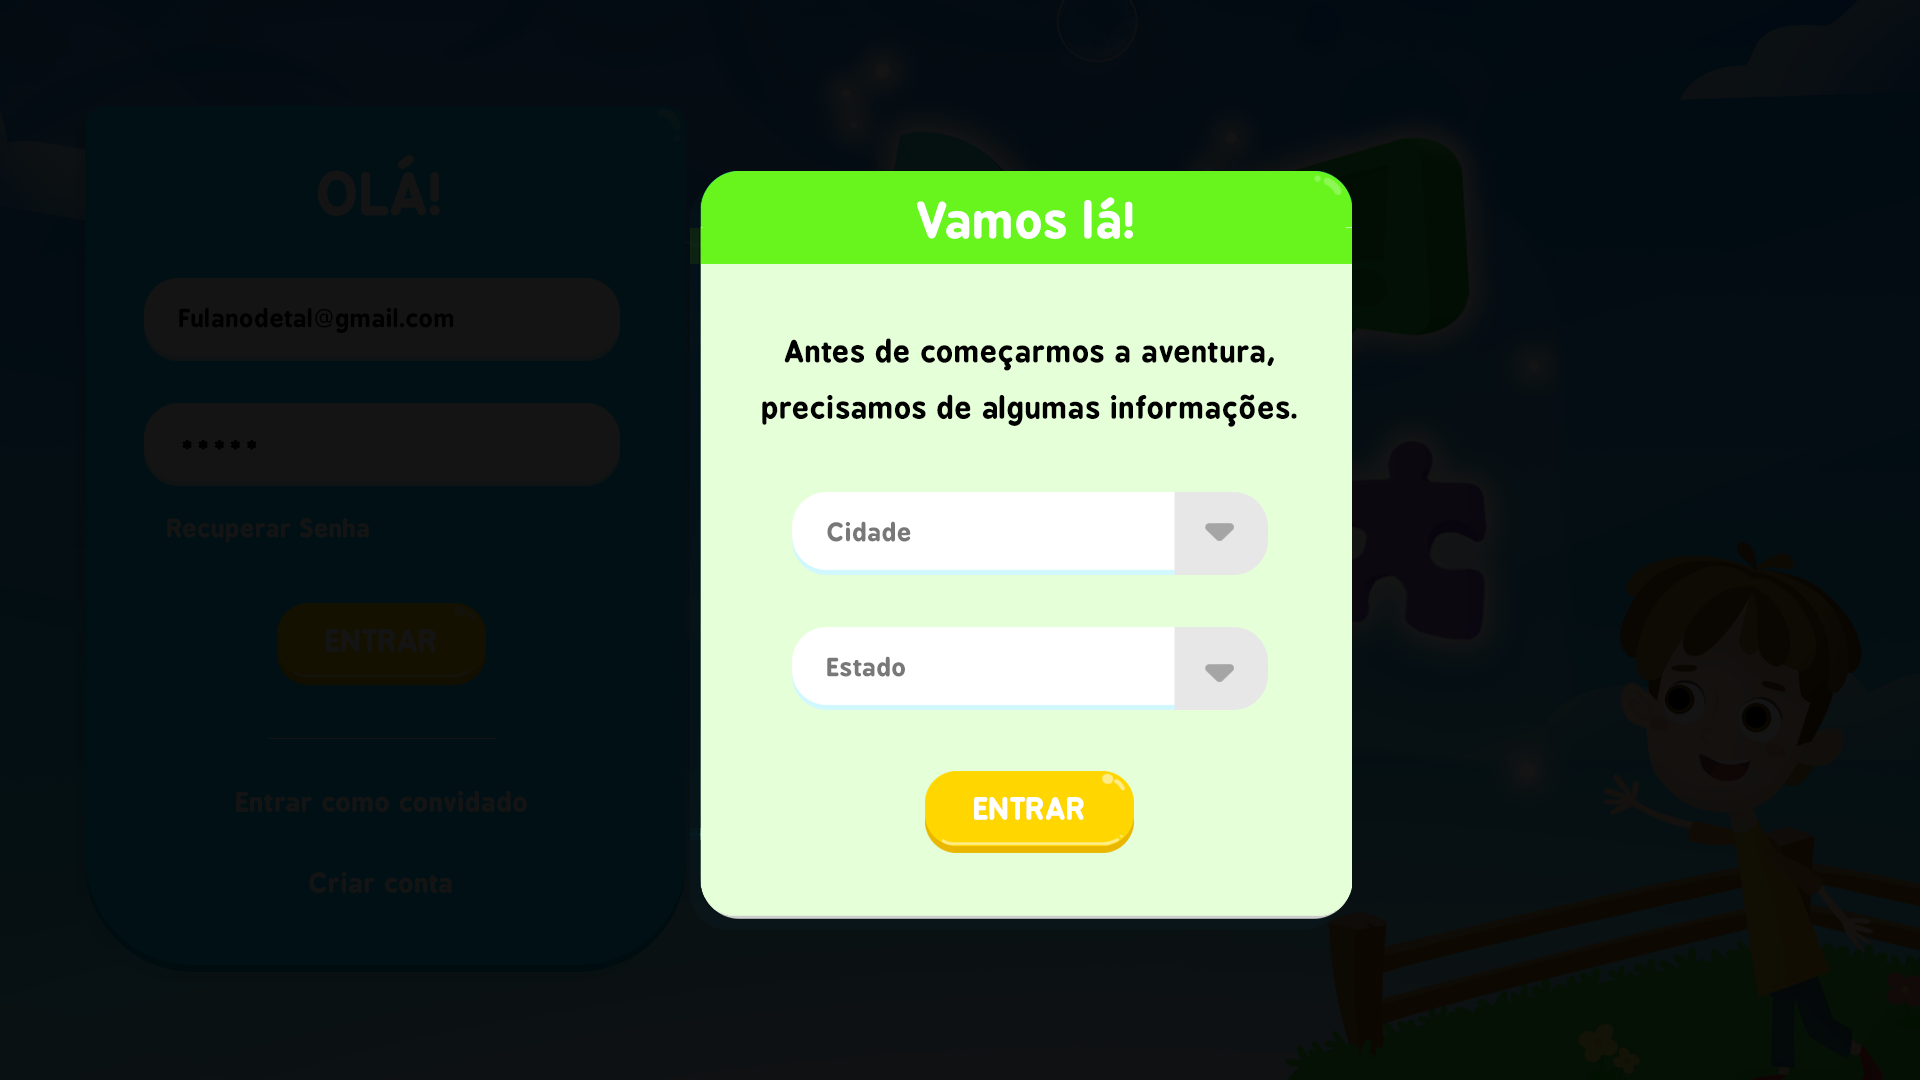 OLÁ!
Fulanodetal@gmail.com
*****
Recuperar Senha
ENTRAR
Entrar como convidado
Criar conta
Vamos lá!
Antes de começarmos a aventura,
precisamos de algumas informações.
Cidade
Estado
ENTRAR